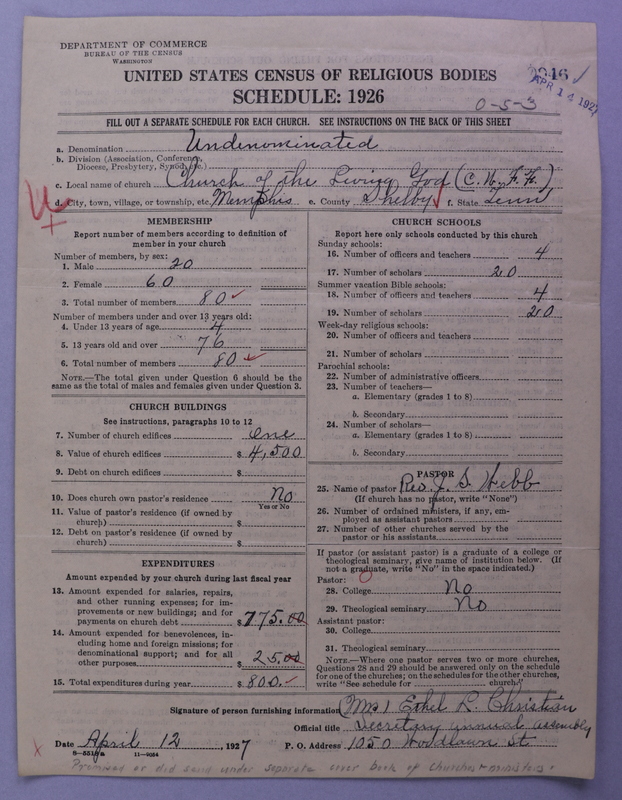 DEPARTMENT OF COMMERCE
BUREAU OF THE CENSUS
WASHINGTON
UNITED STATES CENSUS OF RELIGIOUS BODIES
SCHEDULE: 1926
APR 14 1927
0-5-3
FILL OUT A SEPARATE SCHEDULE FOR EACH CHURCH. SEE INSTRUCTIONS ON THE BACK OF THIS SHEET
a. Denomination Undenominated
b. Division (Association, Conference, Diocese, Presbytery, Synod, etc.)
c. Local name of church Church of the Living God (C. W. F. F.)
d. City, town, village, or township, etc. Memphis e. County Shelby f. State Tenn
MEMBERSHIP
Report number of members according to definition of
member in your church
Number of members, by sex:
1. Male 20
2. Female 60
3. Total number of members 80
Number of members under and over 13 years old:
4. Under 13 years of age 4
5. 13 years old and over 76
6. Total number of members 80
NOTE.—The total given under Question 6 should be
same as the total of males and females given under Question 3.
CHURCH BUILDINGS
See instructions, paragraphs 10 to 12
7. Number of church edifices one
8. Value of church edifices $ 4,500
9. Debt on church edifices $
10. Does church own pastor's residence No
Yes or No
11. Value of pastor's residence (if owned by
church) $
12. Debt on pastor's residence (if owned by
church) $
EXPENDITURES
Amount expended by your church during last fiscal year
13. Amount expended for salaries, repairs,
and other running expenses; for im-
provements or new buildings; and for
payments on church debt $ 775.00
14. Amount expended for benevolences, in-
cluding home and foreign missions; for
denominational support; and for all
other purposes $ 25.00
15. Total expenditures during year $ 800.
CHURCH SCHOOLS
Report here only schools conducted by this church
Sunday schools:
16. Number of officers and teachers 4
17. Number of scholars 20
Summer vacation Bible schools:
18. Number of officers and teachers 4
19. Number of scholars 20
Week-day religious schools:
20. Number of officers and teachers
21. Number of scholars
Parochial schools:
22. Number of administrative officers
23. Number of teachers—
a. Elementary (grades 1 to 8)
b. Secondary
24. Number of scholars—
a. Elementary (grades 1 to 8)
b. Secondary
PASTOR
25. Name of pastor Rev. J. S. Webb
(If church has no pastor, write "None")
26. Number of ordained ministers, if any, em-
ployed as assistant pastors
27. Number of other churches served by the
pastor or his assistants
If pastor (or assistant pastor) is a graduate of a college or
theological seminary, give name of institution below. (If
not a graduate, write "No" in the space indicated.)
Pastor:
28. College No
29. Theological seminary No
Assistant pastor:
30. College
31. Theological seminary
NOTE.—Where one pastor serves two or more churches,
Questions 28 and 29 should be answered only on the schedule
for one of the churches; on the schedules for the other churches,
write "See schedule for church."
Signature of person furnishing information (Mrs) Ethel L. Christian
Official title Secretary annual assembly
Date April 12, 1927 P. O. Address 1050 Woodlawn St
11-9084
Promised or did send under separate cover book of Churches + ministers.